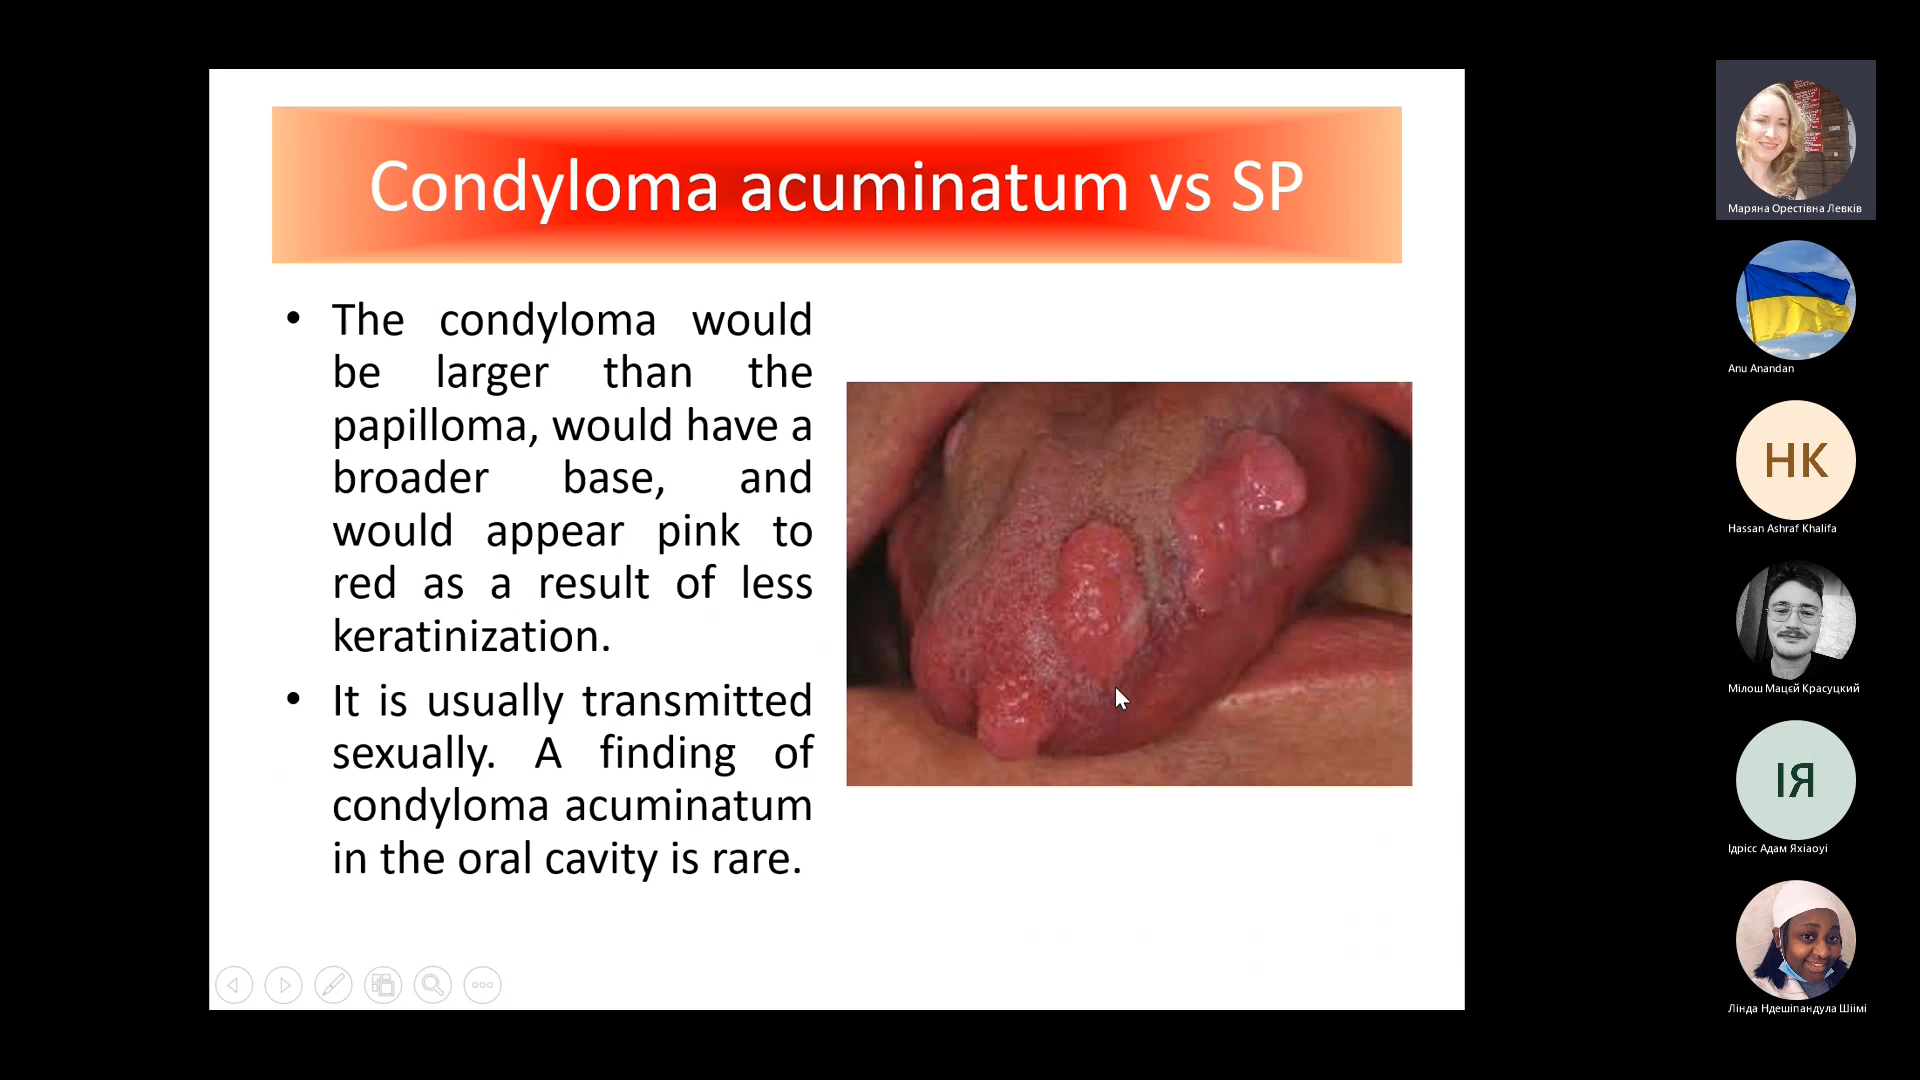 Condyloma acuminatum vs SP
• The condyloma would
be larger than the
papilloma, would have a
broader base, and
would appear pink to
red as a result of less
keratinization.
• It is usually transmitted
sexually. A finding of
condyloma acuminatum
in the oral cavity is rare.
Маряна Орестівна Левків
Anu Anandan
НК
Hassan Ashraf Khalifa
Мілош Мацєй Красуцкий
ІЯ
Ідрісс Адам Яхіаоуі
Лінда Ндешіпандула Шіімі